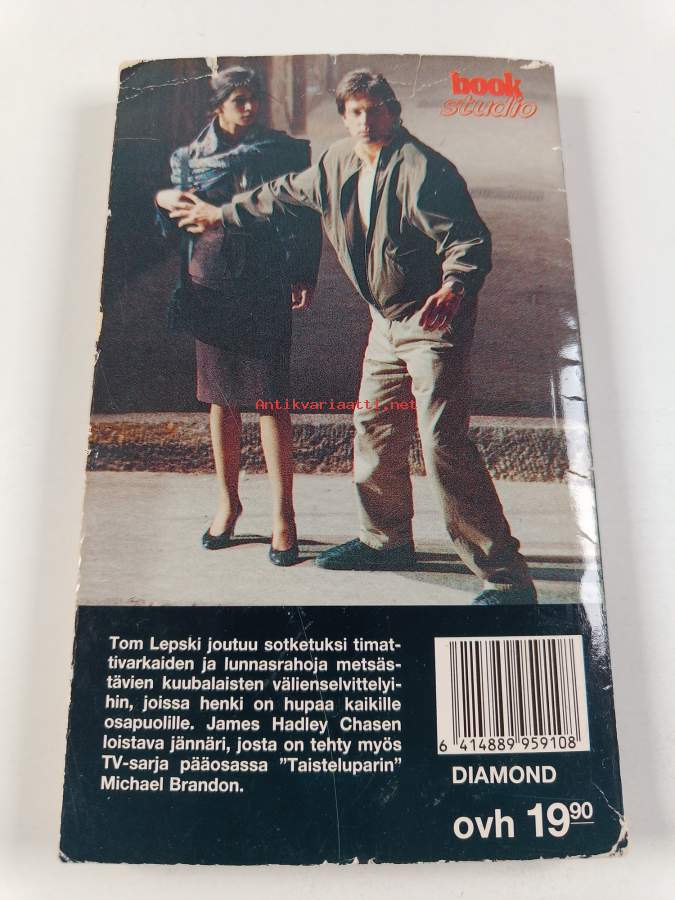 book
studio
Antikvariaatti.net
Tom Lepski joutuu sotketuksi timat-
tivarkaiden ja lunnasrahoja metsäs-
tävien kuubalaisten välienselvittelyi-
hin, joissa henki on hupaa kaikille
osapuolille. James Hadley Chasen
loistava jännäri, josta on tehty myös
TV-sarja pääosassa ”Taisteluparin”
Michael Brandon.
6 414889 959108
DIAMOND
ovh 19 90